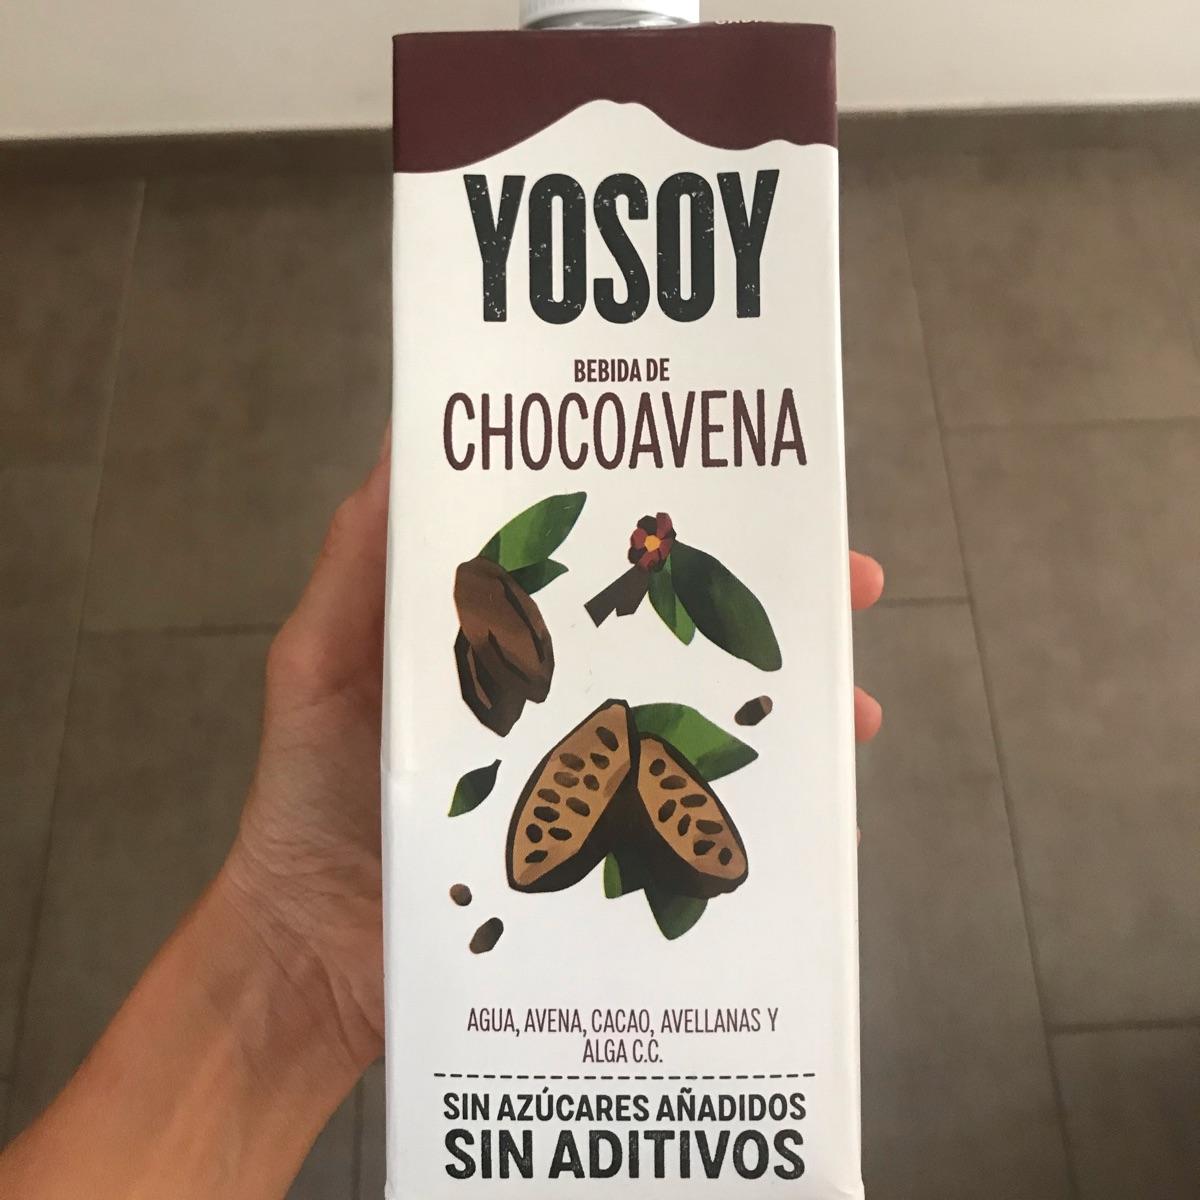 YOSOY
BEBIDA DE
CHOCOAVENA
AGUA, AVENA, CACAO, AVELLANAS Y
ALGA C.C.
SIN AZÚCARES AÑADIDOS
SIN ADITIVOS